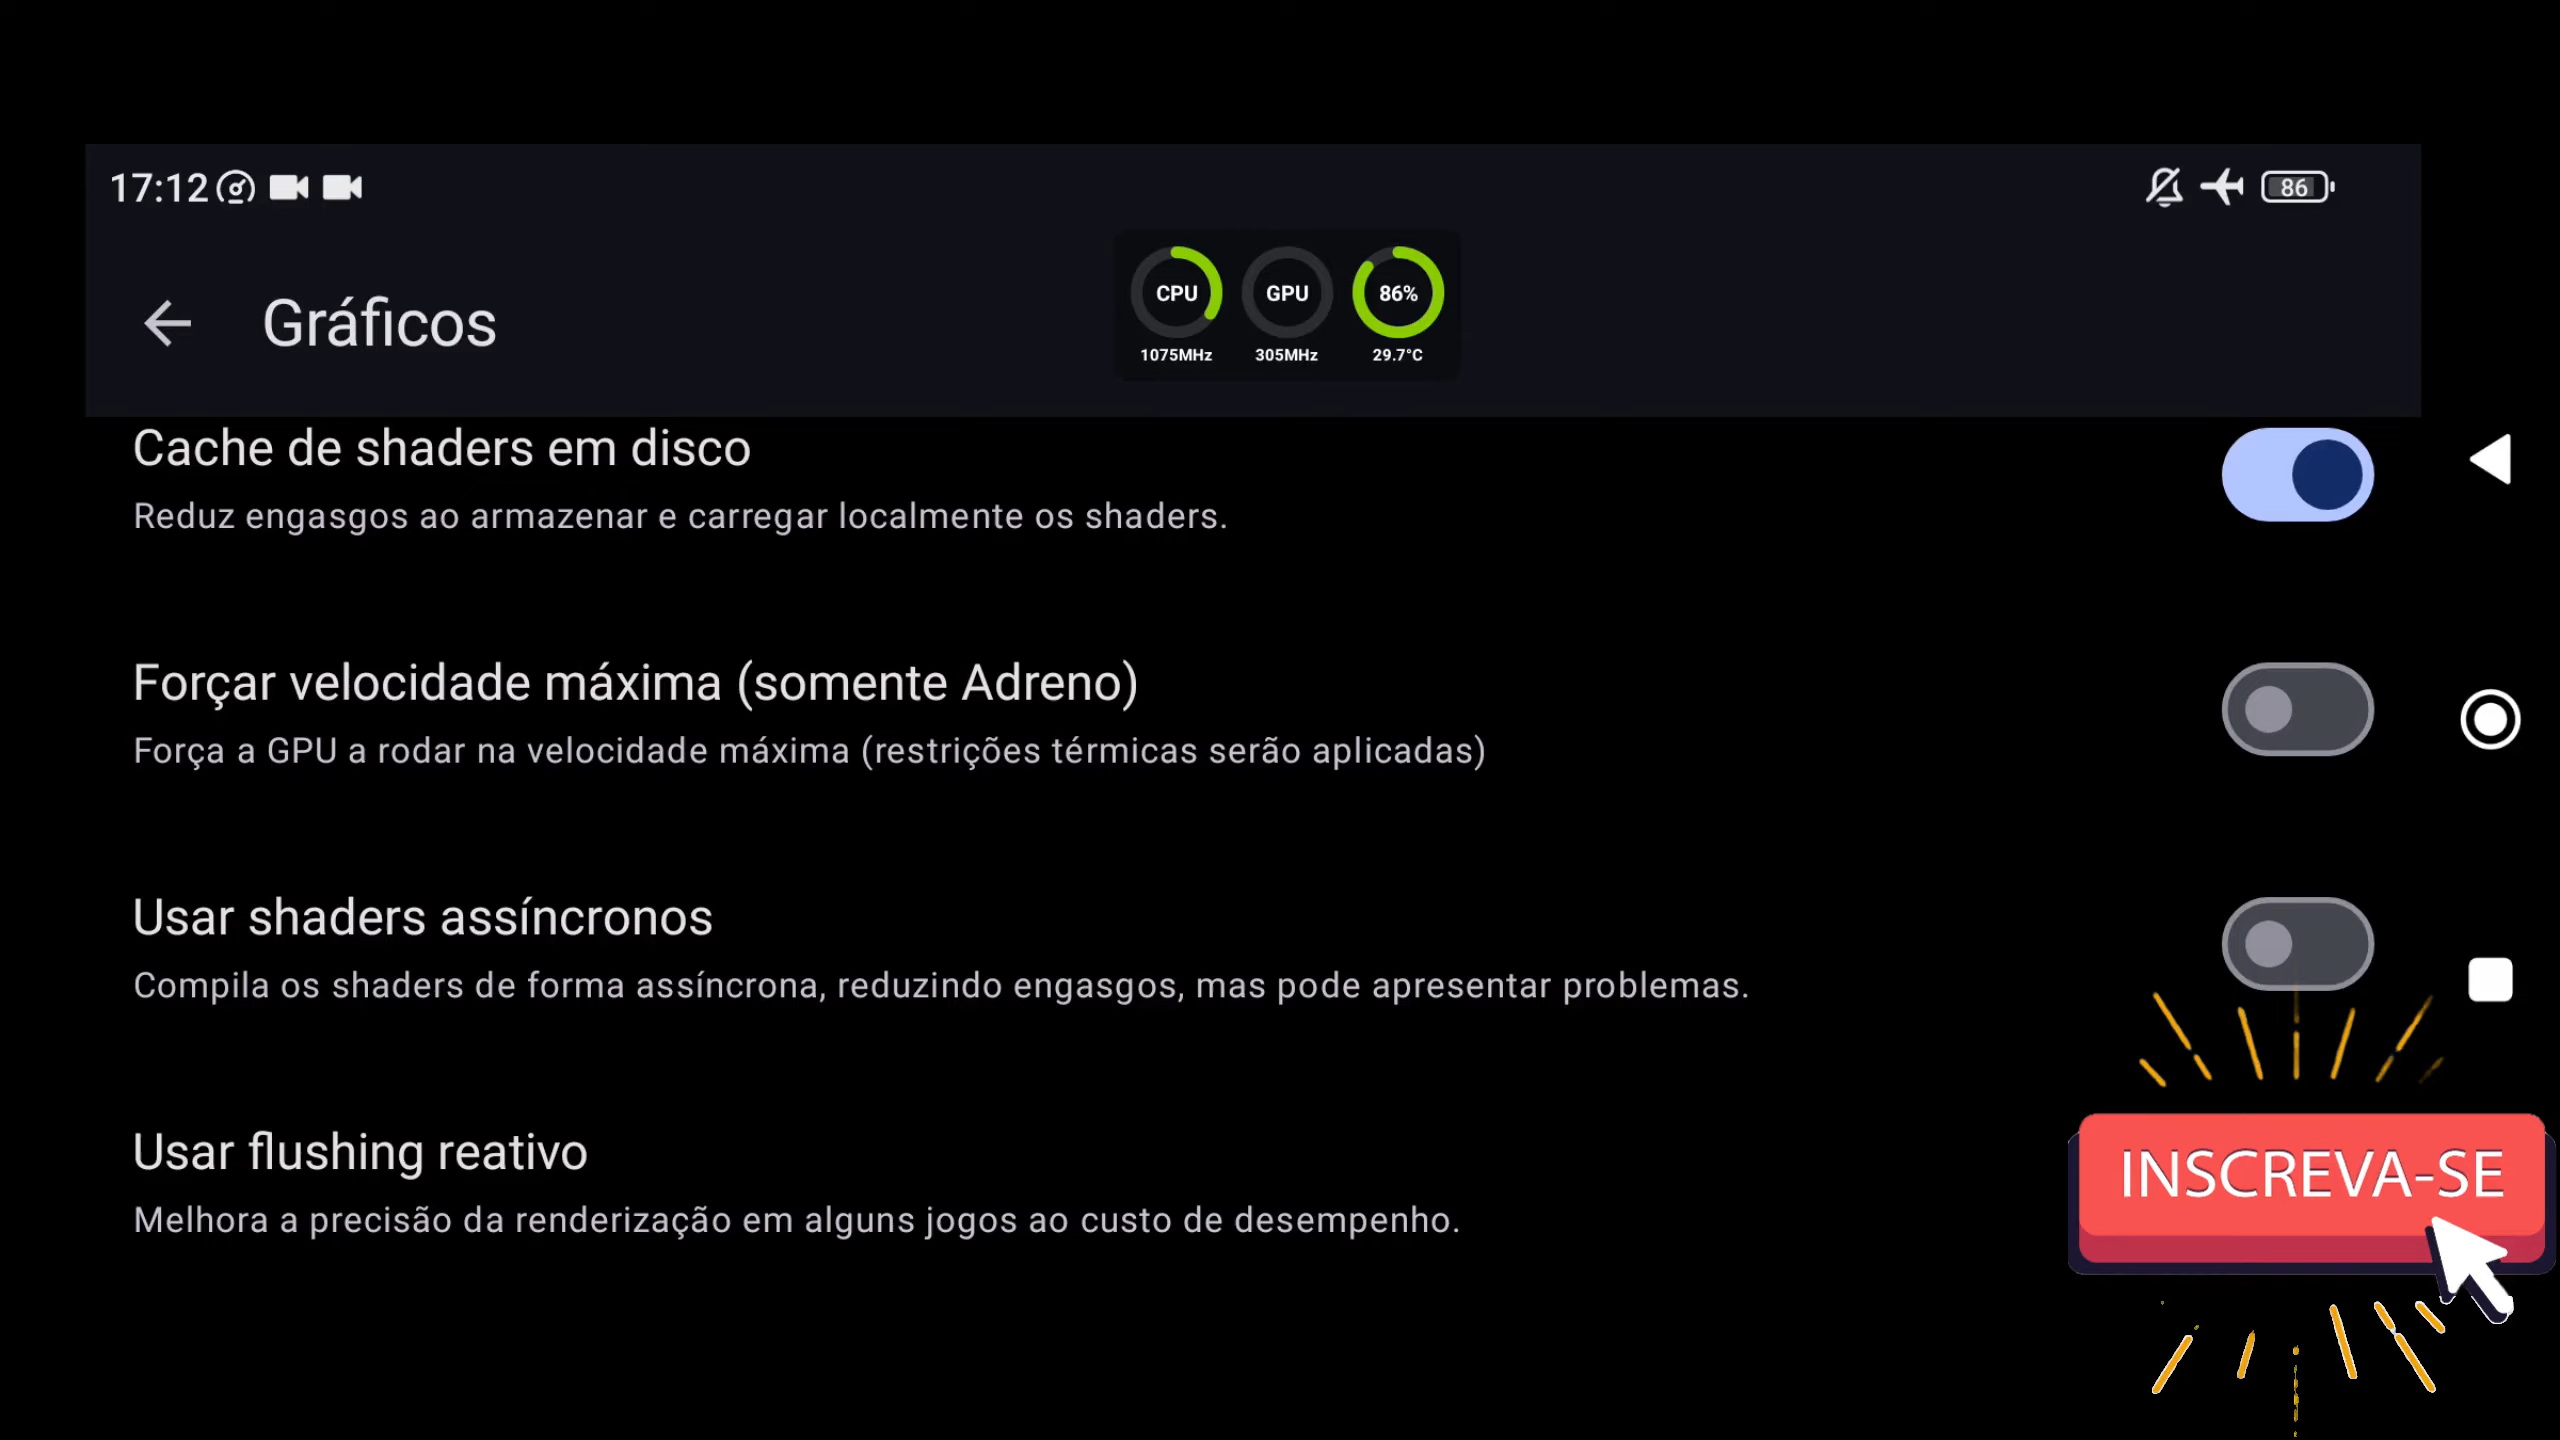 17:12
86
CPU
GPU
86%
1075MHz
305MHz
29.7°C
Gráficos
Cache de shaders em disco
Reduz engasgos ao armazenar e carregar localmente os shaders.
Forçar velocidade máxima (somente Adreno)
Força a GPU a rodar na velocidade máxima (restrições térmicas serão aplicadas)
Usar shaders assíncronos
Compila os shaders de forma assíncrona, reduzindo engasgos, mas pode apresentar problemas.
Usar flushing reativo
Melhora a precisão da renderização em alguns jogos ao custo de desempenho.
INSCREVA-SE